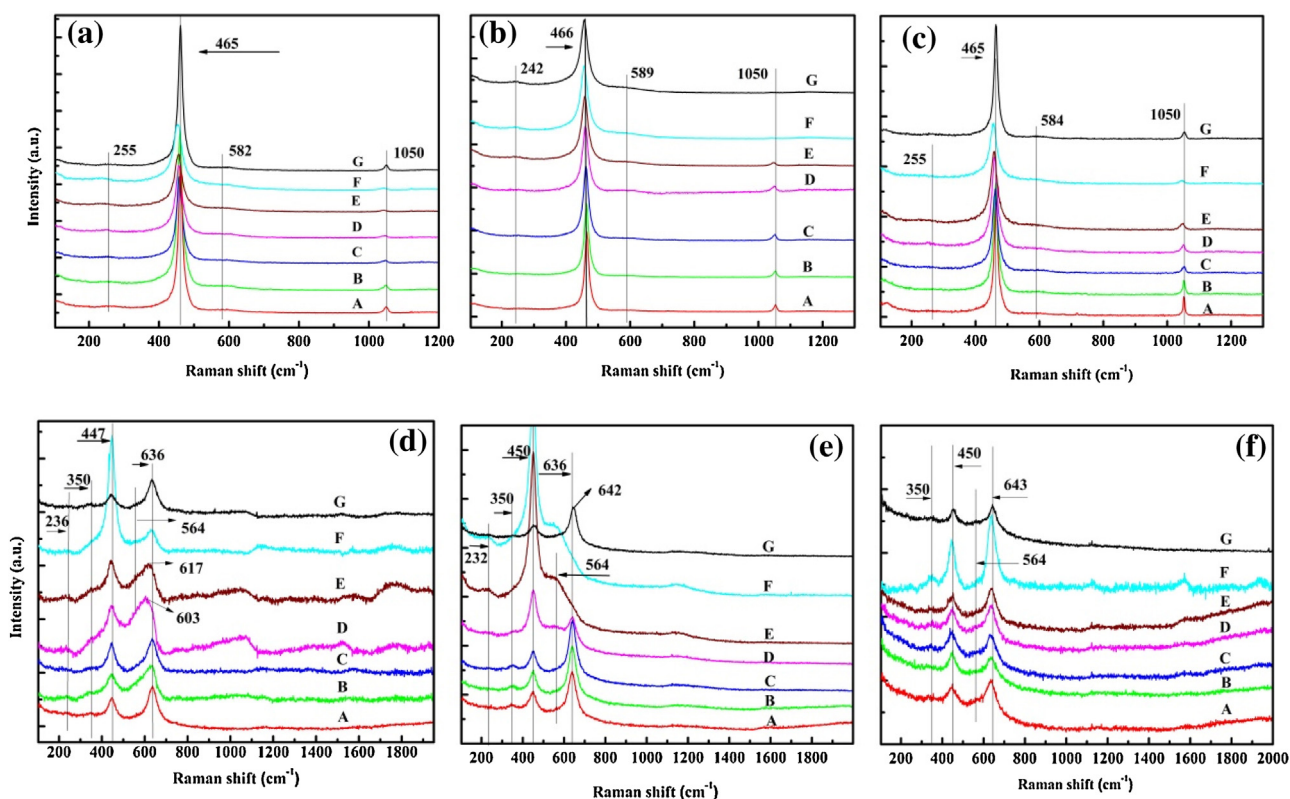 (a)
465
255
582
1050
G
F
E
D
C
B
A
Intensity (a.u.)
200 400 600 800 1000 1200
Raman shift (cm⁻¹)
(b)
466
242
589
1050
G
F
E
D
C
B
A
200 400 600 800 1000 1200
Raman shift (cm⁻¹)
(c)
465
255
584
1050
G
F
E
D
C
B
A
200 400 600 800 1000 1200
Raman shift (cm⁻¹)
(d)
447
636
350
236
564
617
603
G
F
E
D
C
B
A
Intensity (a.u.)
200 400 600 800 1000 1200 1400 1600 1800
Raman shift (cm⁻¹)
(e)
450
636
642
350
232
564
G
F
E
D
C
B
A
200 400 600 800 1000 1200 1400 1600 1800
Raman shift (cm⁻¹)
(f)
450
350
643
564
G
F
E
D
C
B
A
200 400 600 800 1000 1200 1400 1600 1800 2000
Raman shift (cm⁻¹)